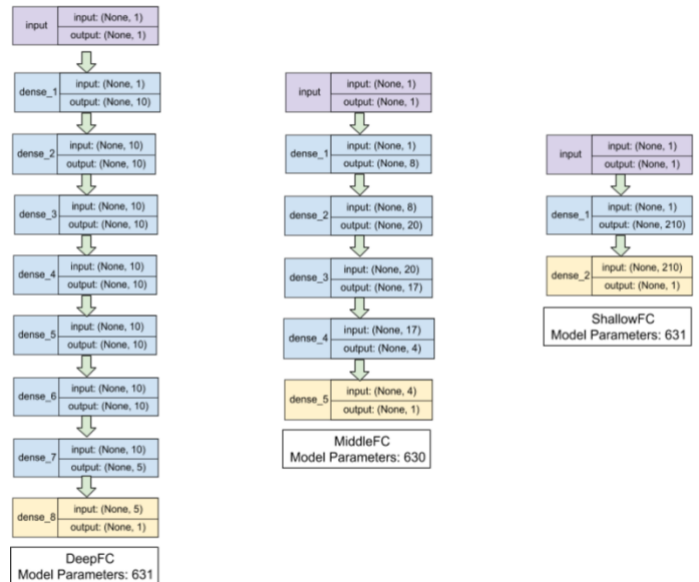 input
input: (None, 1)
output: (None, 1)
dense_1
input: (None, 1)
output: (None, 10)
dense_2
input: (None, 10)
output: (None, 10)
dense_3
input: (None, 10)
output: (None, 10)
dense_4
input: (None, 10)
output: (None, 10)
dense_5
input: (None, 10)
output: (None, 10)
dense_6
input: (None, 10)
output: (None, 10)
dense_7
input: (None, 10)
output: (None, 5)
dense_8
input: (None, 5)
output: (None, 1)
DeepFC
Model Parameters: 631
input
input: (None, 1)
output: (None, 1)
dense_1
input: (None, 1)
output: (None, 8)
dense_2
input: (None, 8)
output: (None, 20)
dense_3
input: (None, 20)
output: (None, 17)
dense_4
input: (None, 17)
output: (None, 4)
dense_5
input: (None, 4)
output: (None, 1)
MiddleFC
Model Parameters: 630
input
input: (None, 1)
output: (None, 1)
dense_1
input: (None, 1)
output: (None, 210)
dense_2
input: (None, 210)
output: (None, 1)
ShallowFC
Model Parameters: 631